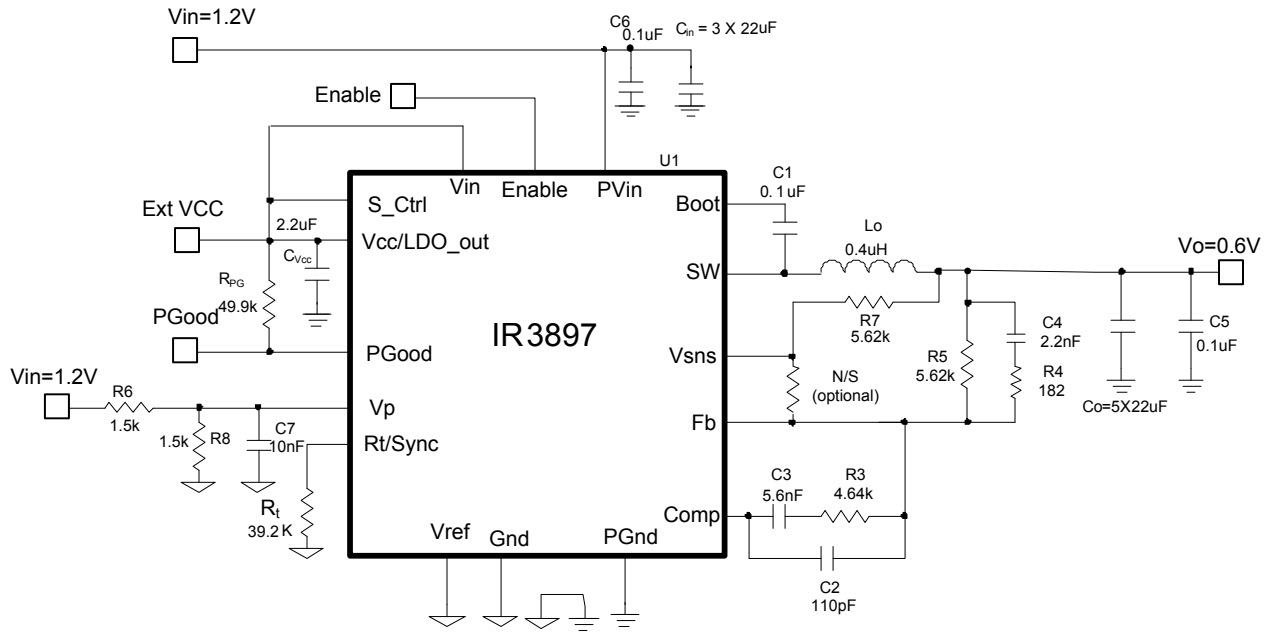 Vin=1.2V
C6
0.1uF
Cin = 3 X 22uF
Enable
U1
Vin
Enable
PVin
C1
0.1uF
S_Ctrl
Boot
Ext VCC
2.2uF
Vcc/LDO_out
CVcc
Lo
0.4uH
Vo=0.6V
SW
RPG
49.9k
PGood
IR3897
R7
5.62k
C4
2.2nF
C5
0.1uF
PGood
Vsns
R5
5.62k
N/S
(optional)
R4
182
Co=5X22uF
Vin=1.2V
R6
1.5k
Vp
Fb
1.5k
R8
C7
10nF
Rt/Sync
C3
5.6nF
R3
4.64k
Rt
39.2K
Comp
Vref
Gnd
PGnd
C2
110pF